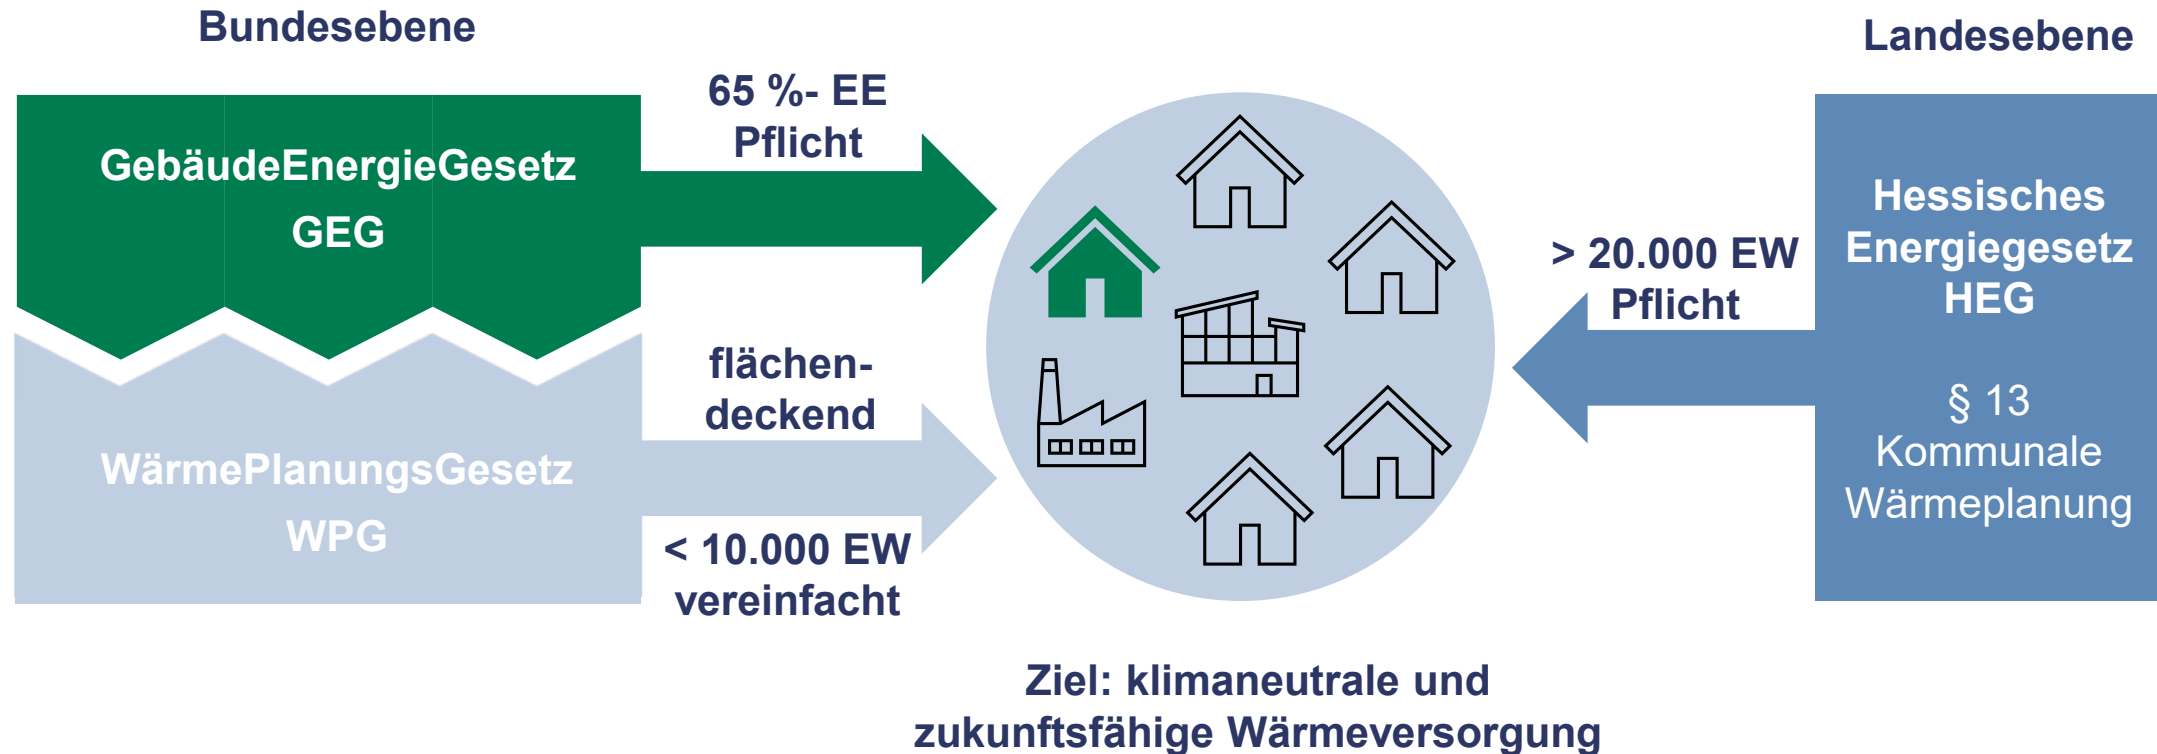 Bundesebene
GebäudeEnergieGesetz
GEG
65 %- EE
Pflicht
WärmePlanungsGesetz
WPG
flächen-
deckend
< 10.000 EW
vereinfacht
Ziel: klimaneutrale und
zukunftsfähige Wärmeversorgung
Landesebene
> 20.000 EW
Pflicht
Hessisches
Energiegesetz
HEG
§ 13
Kommunale
Wärmeplanung